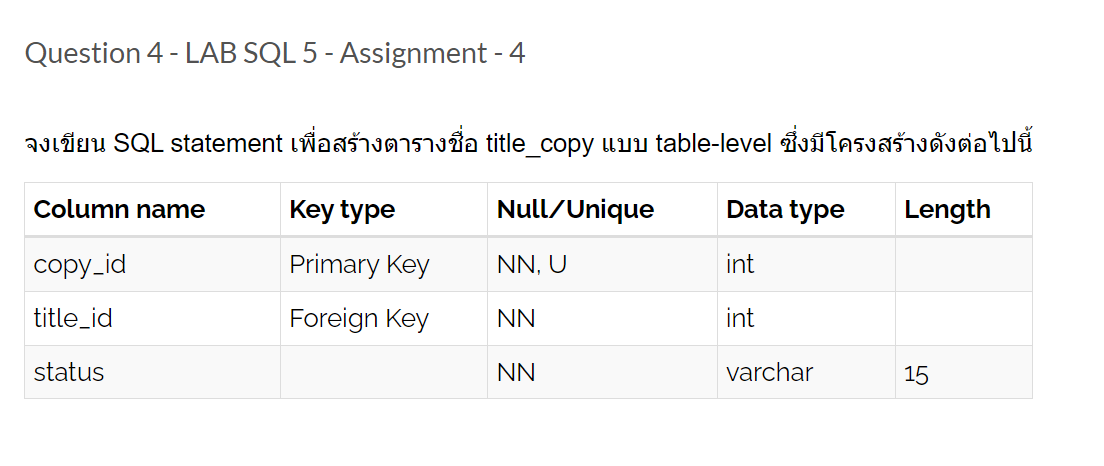 Question 4 - LAB SQL 5 - Assignment - 4
จงเขียน SQL statement เพื่อสร้างตารางชื่อ title_copy แบบ table-level ซึ่งมีโครงสร้างดังต่อไปนี้
Column name Key type Null/Unique Data type Length
copy_id Primary Key NN, U int
title_id Foreign Key NN int
status NN varchar 15